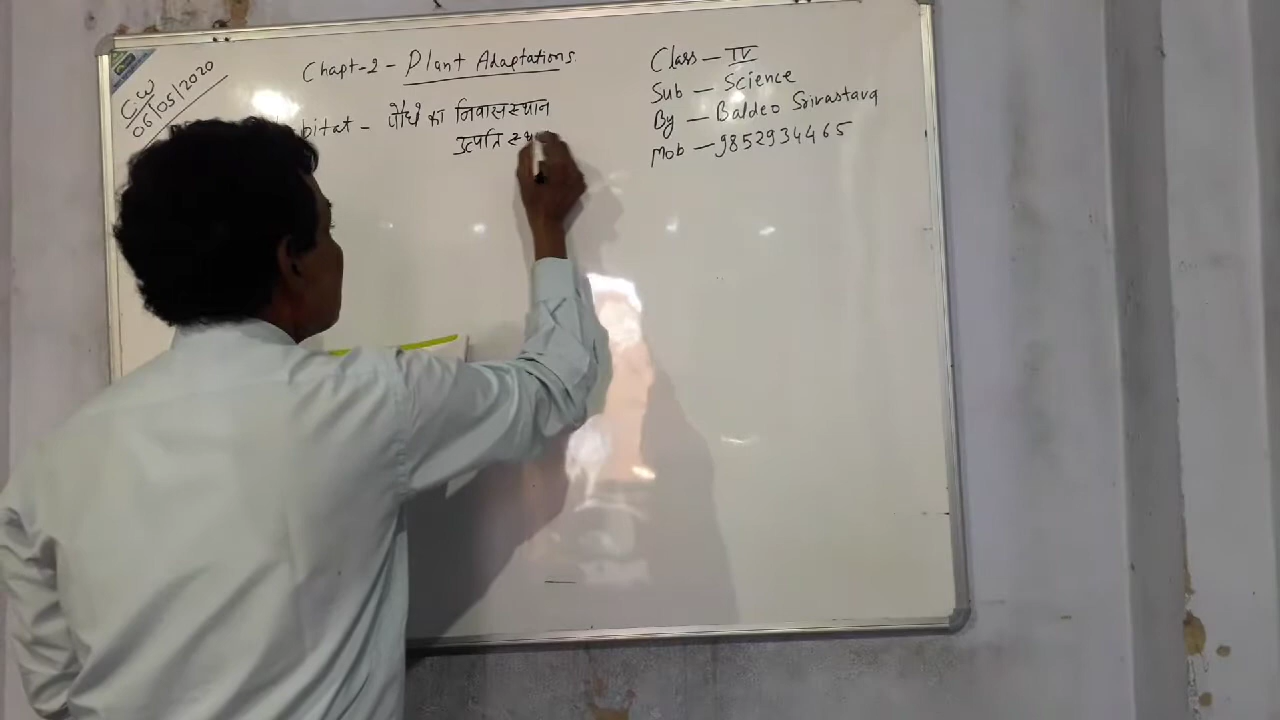 C.W
06/05/2020
Chapt-2 - Plant Adaptations.
bitat - पौधे का निवासस्थान
उत्पत्ति
Class - IV
Sub - Science
By - Baldeo Srivastava
Mob - 9852934465